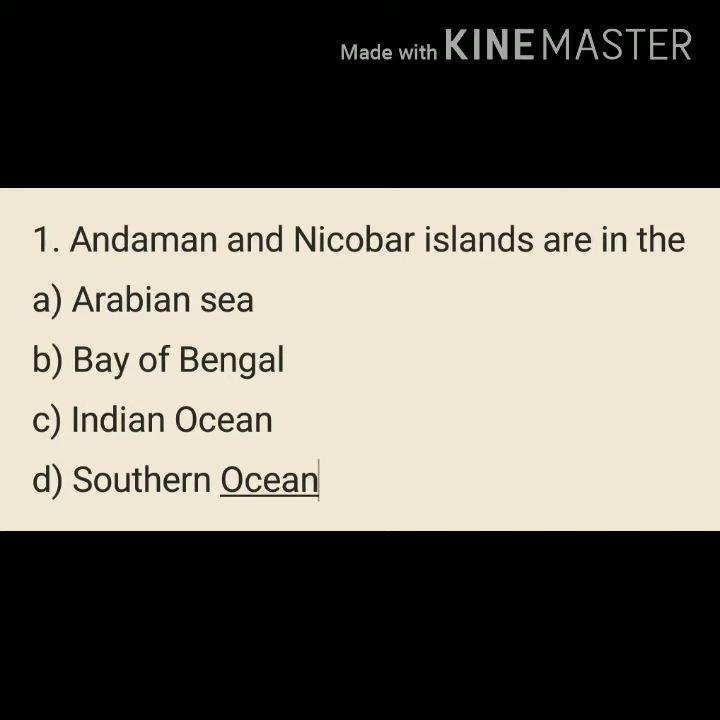 Made with KINEMASTER
1. Andaman and Nicobar islands are in the
a) Arabian sea
b) Bay of Bengal
c) Indian Ocean
d) Southern Ocean